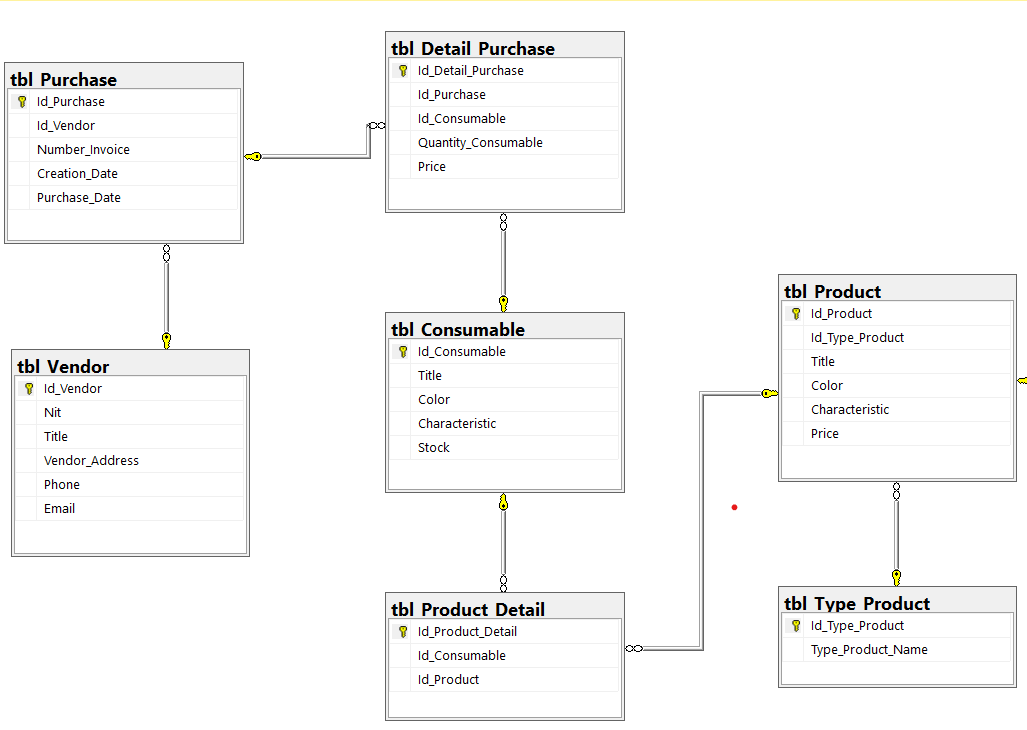 tbl_Purchase
Id_Purchase
Id_Vendor
Number_Invoice
Creation_Date
Purchase_Date
tbl_Detail_Purchase
Id_Detail_Purchase
Id_Purchase
Id_Consumable
Quantity_Consumable
Price
tbl_Vendor
Id_Vendor
Nit
Title
Vendor_Address
Phone
Email
tbl_Consumable
Id_Consumable
Title
Color
Characteristic
Stock
tbl_Product
Id_Product
Id_Type_Product
Title
Color
Characteristic
Price
tbl_Product_Detail
Id_Product_Detail
Id_Consumable
Id_Product
tbl_Type_Product
Id_Type_Product
Type_Product_Name